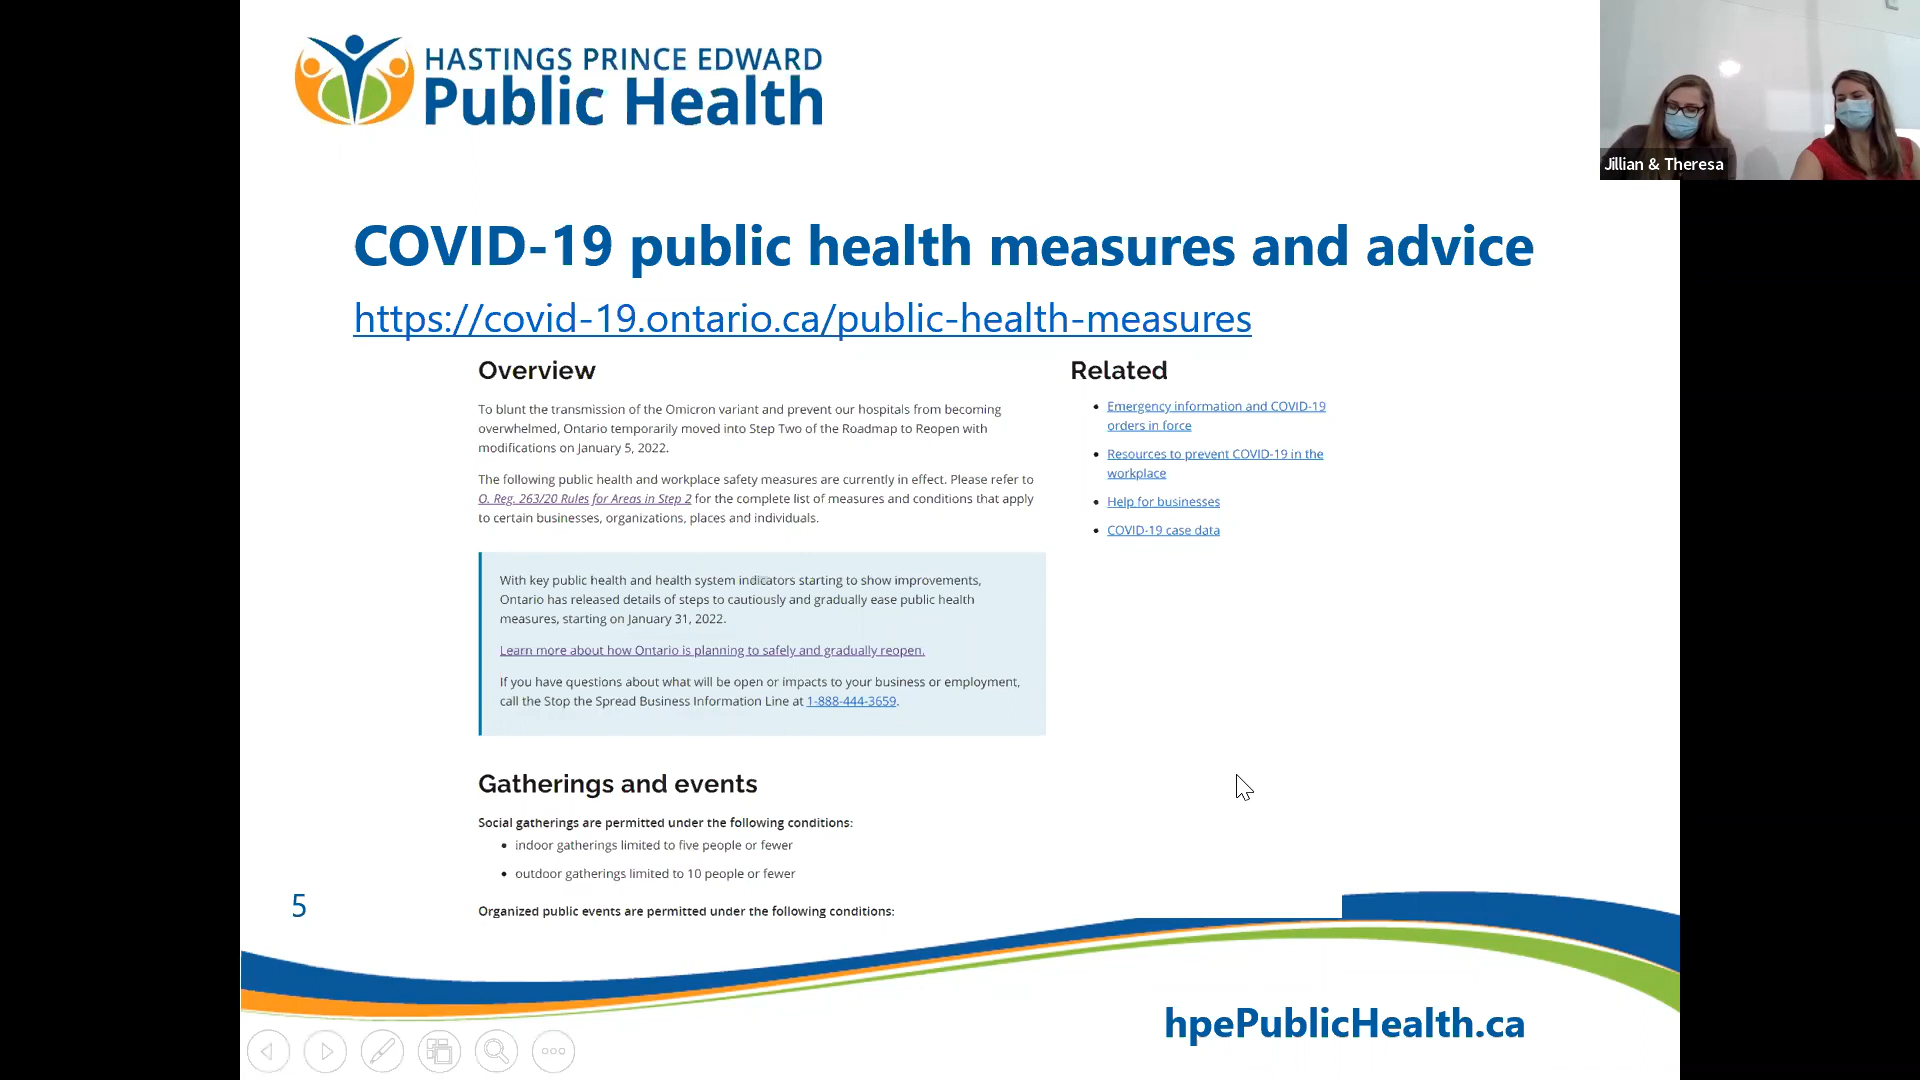 HASTINGS PRINCE EDWARD
Public Health
Jillian & Theresa
COVID-19 public health measures and advice
https://covid-19.ontario.ca/public-health-measures
Overview
To blunt the transmission of the Omicron variant and prevent our hospitals from becoming
overwhelmed, Ontario temporarily moved into Step Two of the Roadmap to Reopen with
modifications on January 5, 2022.
The following public health and workplace safety measures are currently in effect. Please refer to
O. Reg. 263/20 Rules for Areas in Step 2 for the complete list of measures and conditions that apply
to certain businesses, organizations, places and individuals.
With key public health and health system indicators starting to show improvements,
Ontario has released details of steps to cautiously and gradually ease public health
measures, starting on January 31, 2022.
Learn more about how Ontario is planning to safely and gradually reopen.
If you have questions about what will be open or impacts to your business or employment,
call the Stop the Spread Business Information Line at 1-888-444-3659.
Related
• Emergency information and COVID-19
orders in force
• Resources to prevent COVID-19 in the
workplace
• Help for businesses
• COVID-19 case data
Gatherings and events
Social gatherings are permitted under the following conditions:
• indoor gatherings limited to five people or fewer
• outdoor gatherings limited to 10 people or fewer
Organized public events are permitted under the following conditions:
5
hpePublicHealth.ca